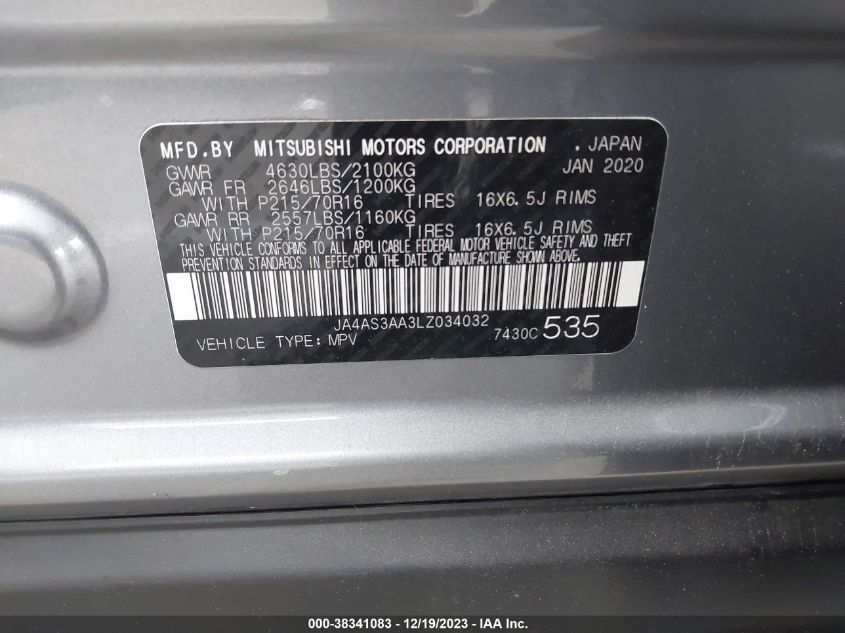 MFD.BY MITSUBISHI MOTORS CORPORATION . JAPAN
GVWR 4630LBS/2100KG JAN 2020
GAWR FR 2646LBS/1200KG
WITH P215/70R16 TIRES 16X6.5J RIMS
GAWR RR 2557LBS/1160KG
WITH P215/70R16 TIRES 16X6.5J RIMS
THIS VEHICLE CONFORMS TO ALL APPLICABLE FEDERAL MOTOR VEHICLE SAFETY AND THEFT
PREVENTION STANDARDS IN EFFECT ON THE DATE OF MANUFACTURE SHOWN ABOVE.
JA4AS3AA3LZ034032
VEHICLE TYPE: MPV 7430C 535
000-38341083 - 12/19/2023 - IAA Inc.